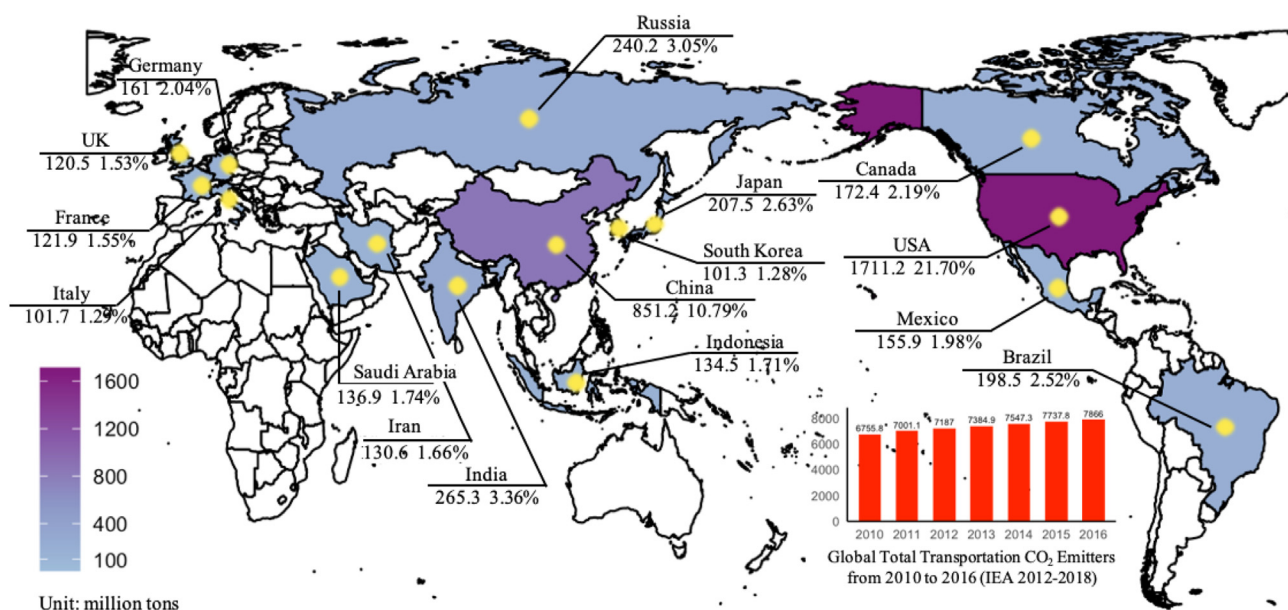 Russia
240.2 3.05%
Germany
161 2.04%
UK
120.5 1.53%
France
121.9 1.55%
Italy
101.7 1.29%
Japan
207.5 2.63%
South Korea
101.3 1.28%
China
851.2 10.79%
Indonesia
134.5 1.71%
Saudi Arabia
136.9 1.74%
Iran
130.6 1.66%
India
265.3 3.36%
Canada
172.4 2.19%
USA
1711.2 21.70%
Mexico
155.9 1.98%
Brazil
198.5 2.52%
1600
1200
800
400
100
Unit: million tons
8000
6000
4000
2000
0
6755.8 7001.1 7187 7384.9 7547.3 7737.8 7866
2010 2011 2012 2013 2014 2015 2016
Global Total Transportation CO₂ Emitters
from 2010 to 2016 (IEA 2012-2018)